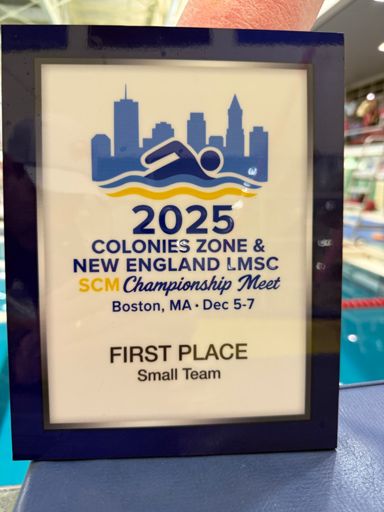 2025
COLONIES ZONE &
NEW ENGLAND LMSC
SCM Championship Meet
Boston, MA • Dec 5-7
FIRST PLACE
Small Team